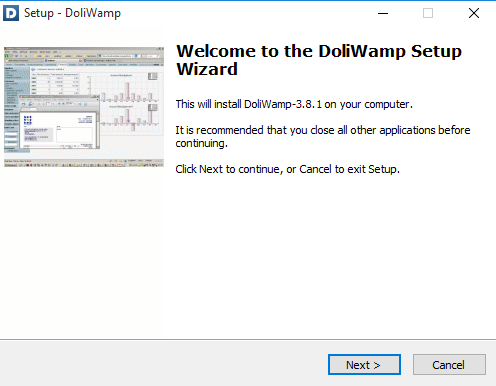 Setup - DoliWamp
Welcome to the DoliWamp Setup
Wizard
This will install DoliWamp-3.8.1 on your computer.
It is recommended that you close all other applications before
continuing.
Click Next to continue, or Cancel to exit Setup.
Next >
Cancel